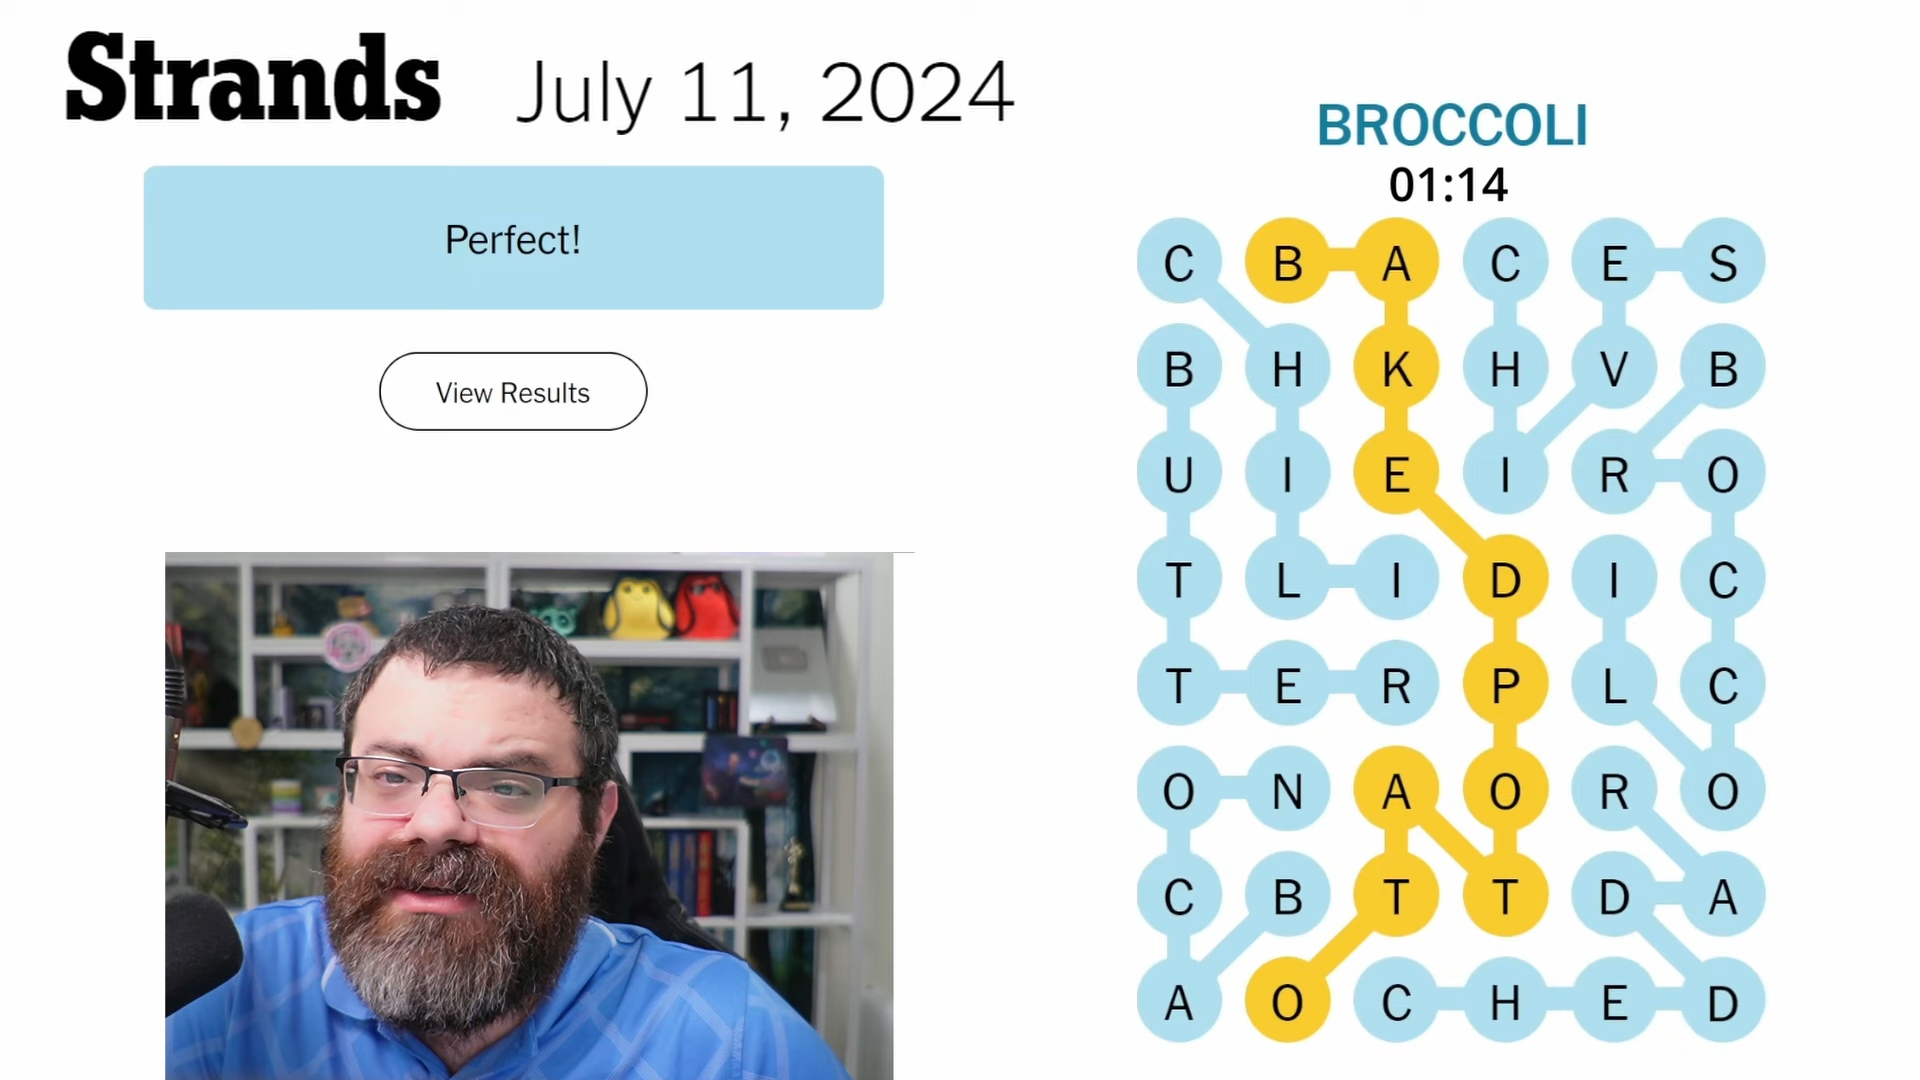 Strands July 11, 2024
Perfect!
View Results
BROCCOLI
01:14
C B A C E S
B H K H V B
U I E I R O
T L I D I C
T E R P L C
O N A O R O
C B T T D A
A O C H E D